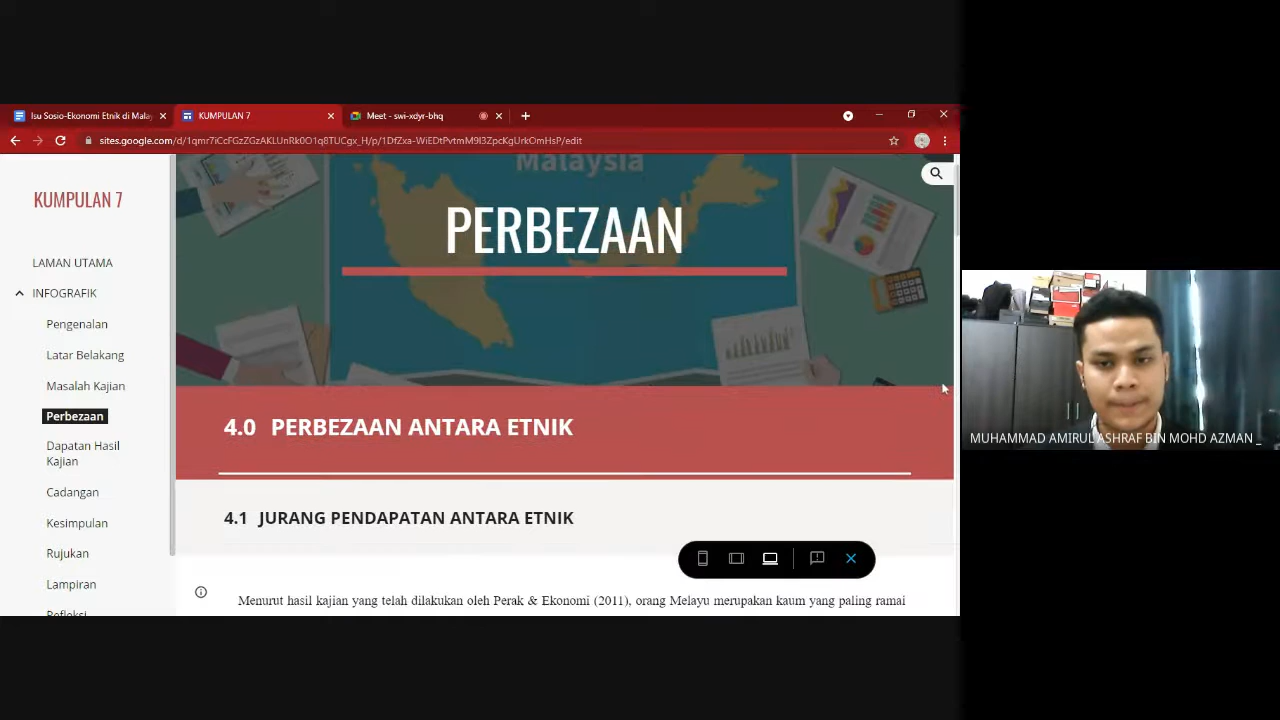 Isu Sosio-Ekonomi Etnik di Malay
KUMPULAN 7
Meet - swi-xdyr-bhq
sites.google.com/d/1qmr7iCcFGzZGzAKLUnRk0O1q8TUCgx_H/p/1DfZxa-WiEDtPvtmM9I3ZpcKgUrkOmHsP/edit
KUMPULAN 7
LAMAN UTAMA
INFOGRAFIK
Pengenalan
Latar Belakang
Masalah Kajian
Perbezaan
Dapatan Hasil
Kajian
Cadangan
Kesimpulan
Rujukan
Lampiran
Refleksi
Malaysia
PERBEZAAN
4.0 PERBEZAAN ANTARA ETNIK
4.1 JURANG PENDAPATAN ANTARA ETNIK
Menurut hasil kajian yang telah dilakukan oleh Perak & Ekonomi (2011), orang Melayu merupakan kaum yang paling ramai
MUHAMMAD AMIRUL ASHRAF BIN MOHD AZMAN _